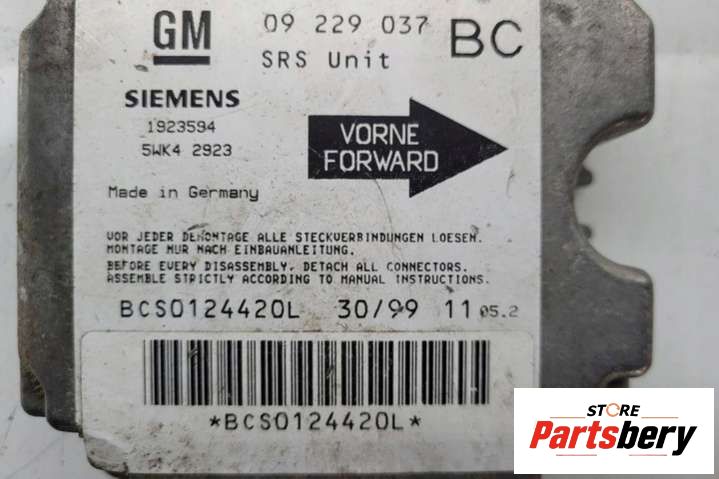 GM
09 229 037 BC
SRS Unit
SIEMENS
1923594
5WK4 2923
VORNE
FORWARD
Made in Germany
VOR JEDER DEMONTAGE ALLE STECKVERBINDUNGEN LOESEN.
MONTAGE NUR NACH EINBAUANLEITUNG.
BEFORE EVERY DISASSEMBLY, DETACH ALL CONNECTORS.
ASSEMBLE STRICTLY ACCORDING TO MANUAL INSTRUCTIONS.
BCS0124420L 30/99 11 05.2
*BCS0124420L*
STORE
Partsbery